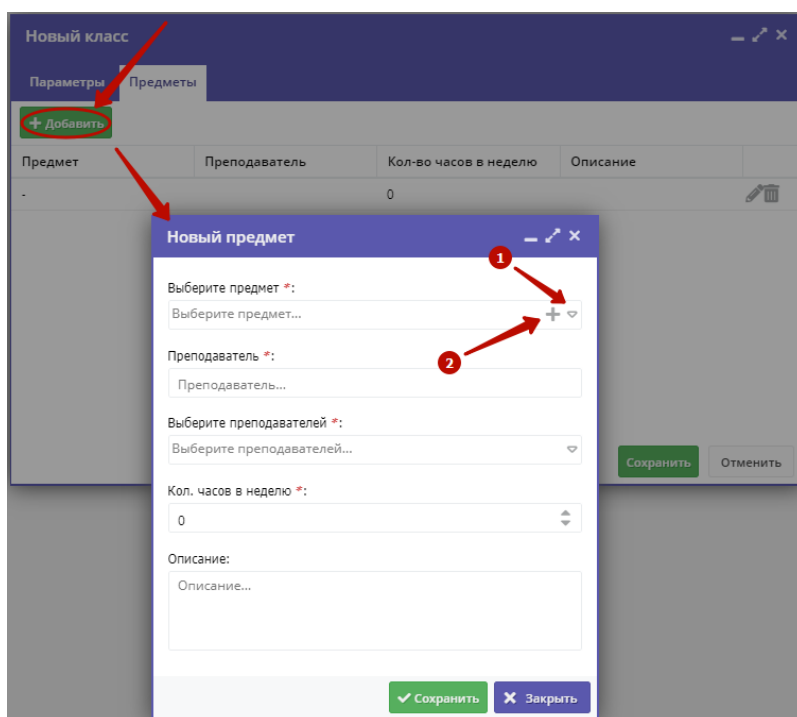 Новый класс
Параметры Предметы
+ Добавить
Предмет Преподаватель Кол-во часов в неделю Описание
- 0
Новый предмет
1
Выберите предмет *:
Выберите предмет...
2
Преподаватель *:
Преподаватель...
Выберите преподавателей *:
Выберите преподавателей...
Сохранить Отменить
Кол. часов в неделю *:
0
Описание:
Описание...
Сохранить Закрыть